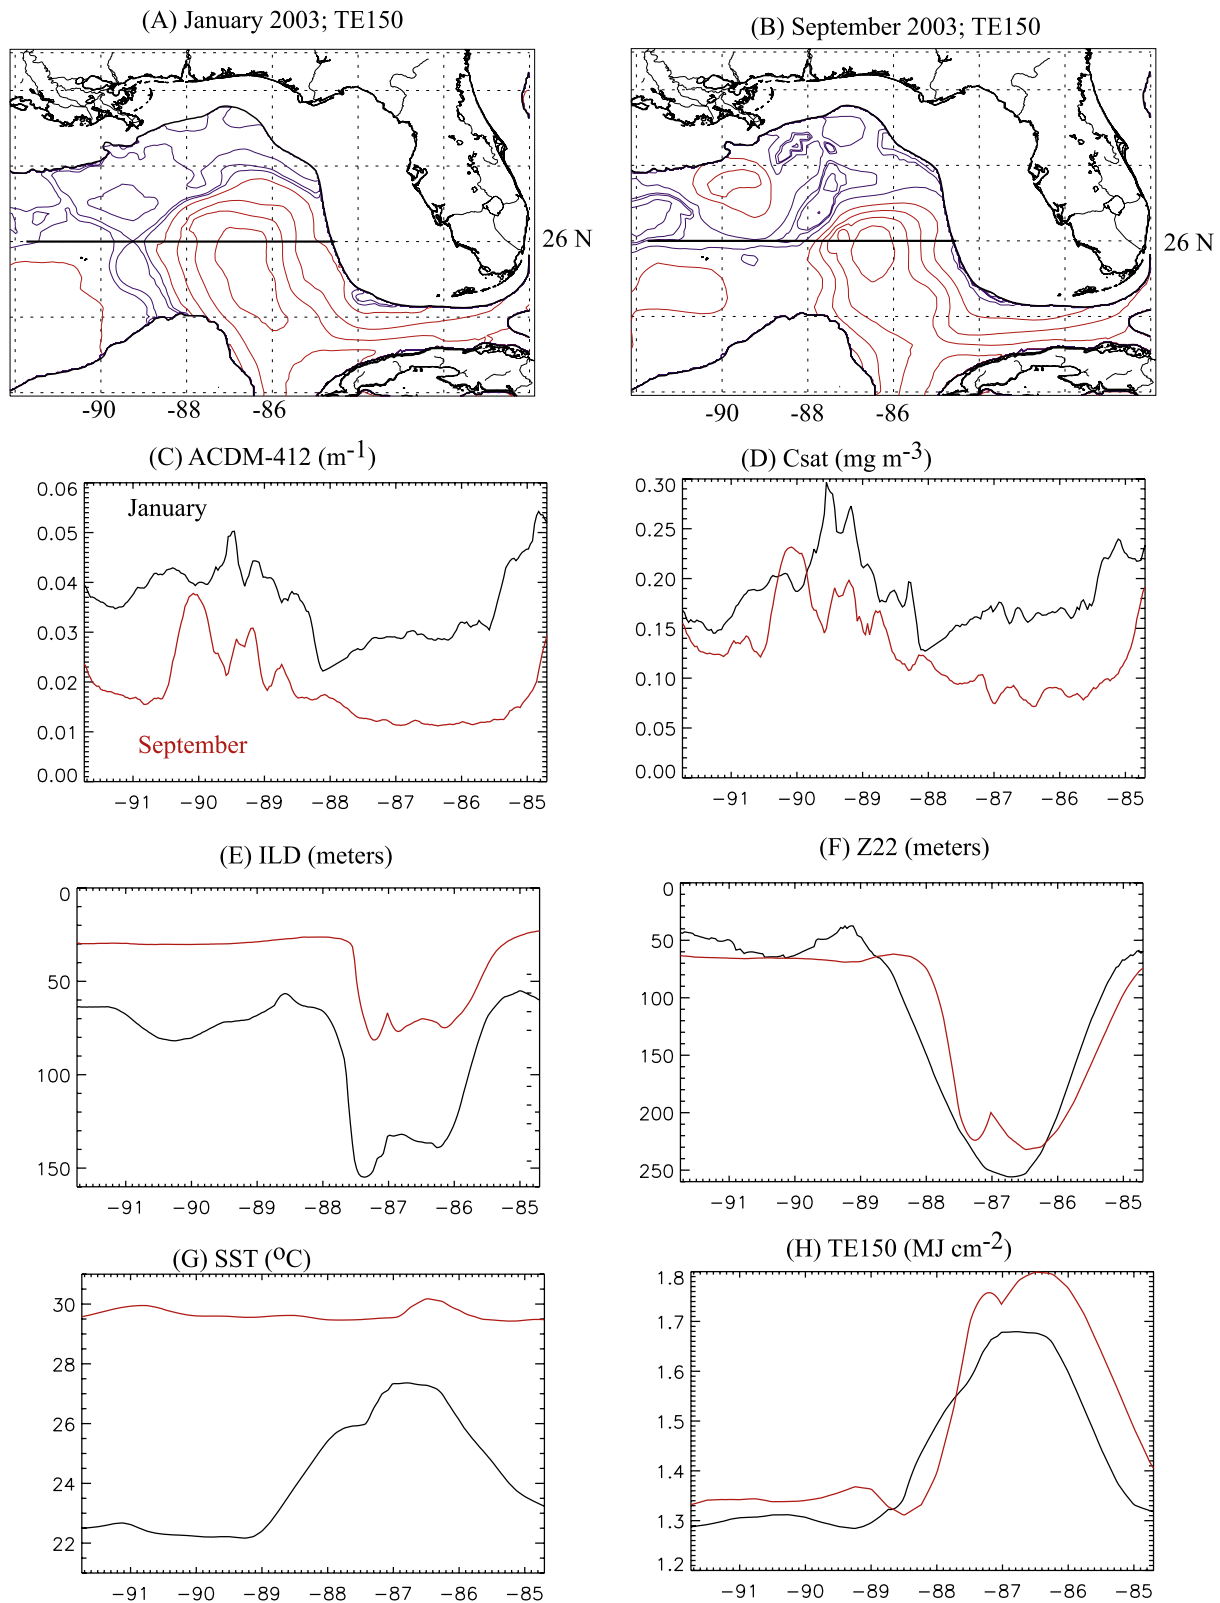 (A) January 2003; TE150
(B) September 2003; TE150
26 N
26 N
-90 -88 -86
-90 -88 -86
(C) ACDM-412 (m-1)
(D) Csat (mg m-3)
0.06
0.05
0.04
0.03
0.02
0.01
0.00
January
September
-91 -90 -89 -88 -87 -86 -85
0.30
0.25
0.20
0.15
0.10
0.05
0.00
-91 -90 -89 -88 -87 -86 -85
(E) ILD (meters)
(F) Z22 (meters)
0
50
100
150
-91 -90 -89 -88 -87 -86 -85
0
50
100
150
200
250
-91 -90 -89 -88 -87 -86 -85
(G) SST (oC)
(H) TE150 (MJ cm-2)
30
28
26
24
22
-91 -90 -89 -88 -87 -86 -85
1.8
1.7
1.6
1.5
1.4
1.3
1.2
-91 -90 -89 -88 -87 -86 -85